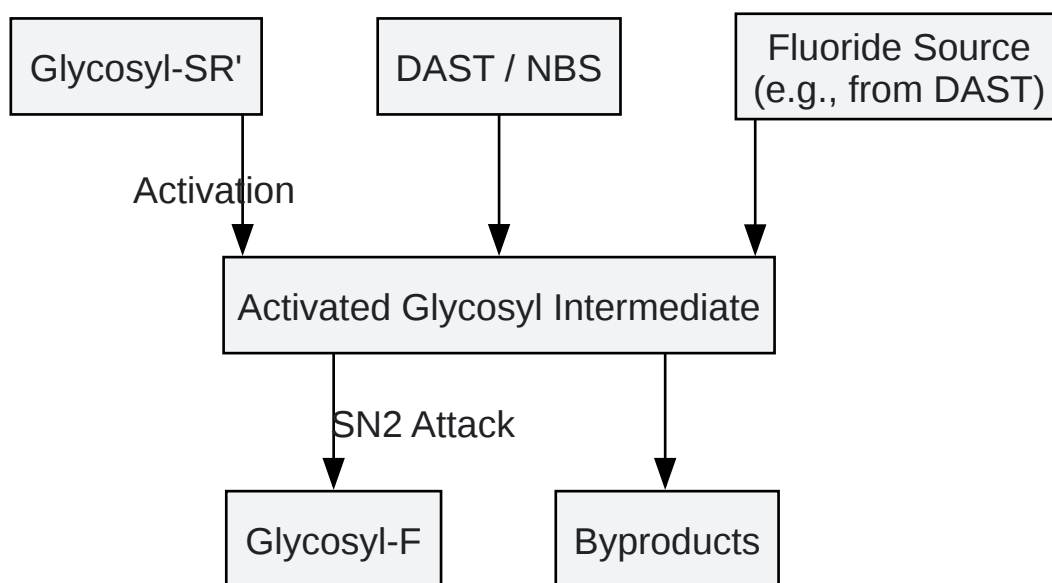 Glycosyl-SR'
DAST / NBS
Fluoride Source
(e.g., from DAST)
Activation
Activated Glycosyl Intermediate
SN2 Attack
Glycosyl-F
Byproducts